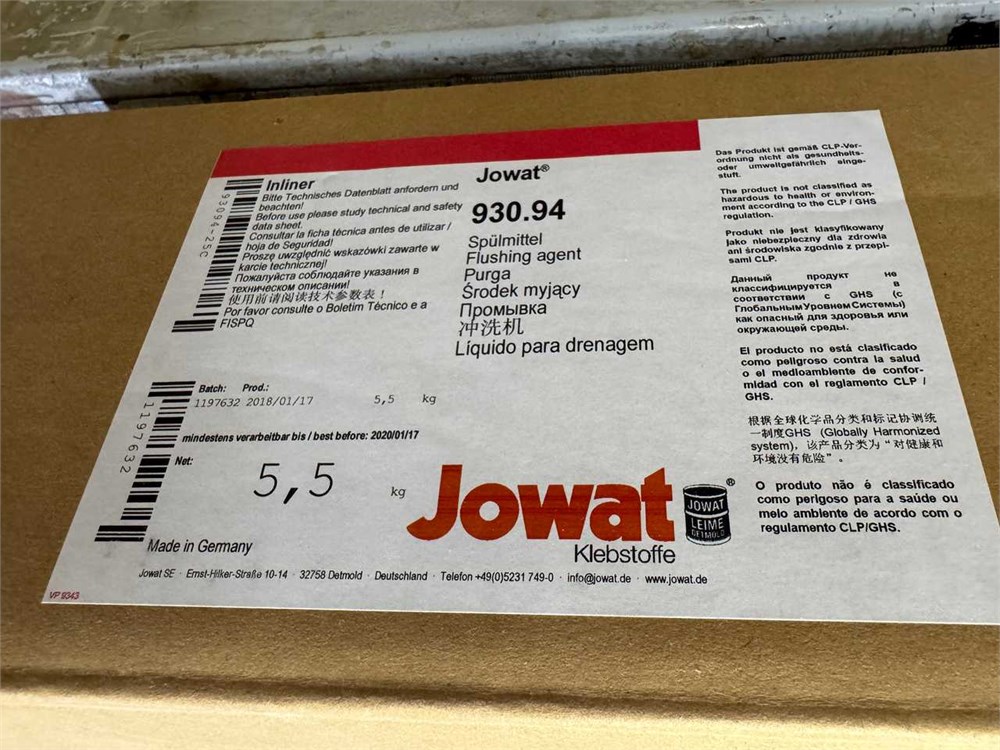 Inliner
Bitte Technisches Datenblatt anfordern und
beachten!
Before use please study technical and safety
data sheet.
Consultar la ficha técnica antes de utilizar /
hoja de Seguridad!
Proszę uwzględnic wskazówki zawarte w
karcie technicznej!
Пожалуйста соблюдайте указания в
техническом описании!
使用前请阅读技术参数表！
Por favor consulte o Boletim Técnico e a
FISPQ
93094-25C
Jowat®
930.94
Spülmittel
Flushing agent
Purga
Środek myjący
Промывка
冲洗机
Líquido para drenagem
Das Produkt ist gemäß CLP-Ver-
ordnung nicht als gesundheits-
oder umweltgefährlich einge-
stuft.
The product is not classified as
hazardous to health or environ-
ment according to the CLP / GHS
regulation.
Produkt nie jest klasyfikowany
jako niebezpieczny dla zdrowia
ani środowiska zgodnie z przepi-
sami CLP.
Данный продукт не
классифицируется в
соответствии с GHS (с
ГлобальнымУровнемСистемы)
как опасный для здоровья или
окружающей среды.
El producto no está clasificado
como peligroso contra la salud
o el medioambiente de confor-
midad con el reglamento CLP /
GHS.
根据全球化学品分类和标记协调统
一制度GHS (Globally Harmonized
system)，该产品分类为“对健康和
环境没有危险”。
O produto não é classificado
como perigoso para a saúde ou
meio ambiente de acordo com o
regulamento CLP/GHS.
Batch: Prod.:
1197632 2018/01/17 5,5 kg
mindestens verarbeitbar bis / best before: 2020/01/17
Net:
5,5 kg
1197632
Jowat
Klebstoffe
JOWAT
LEIME
DETMOLD
®
Made in Germany
Jowat SE · Ernst-Hilker-Straße 10-14 · 32758 Detmold · Deutschland · Telefon +49(0)5231 749-0 · info@jowat.de · www.jowat.de
VP 9343